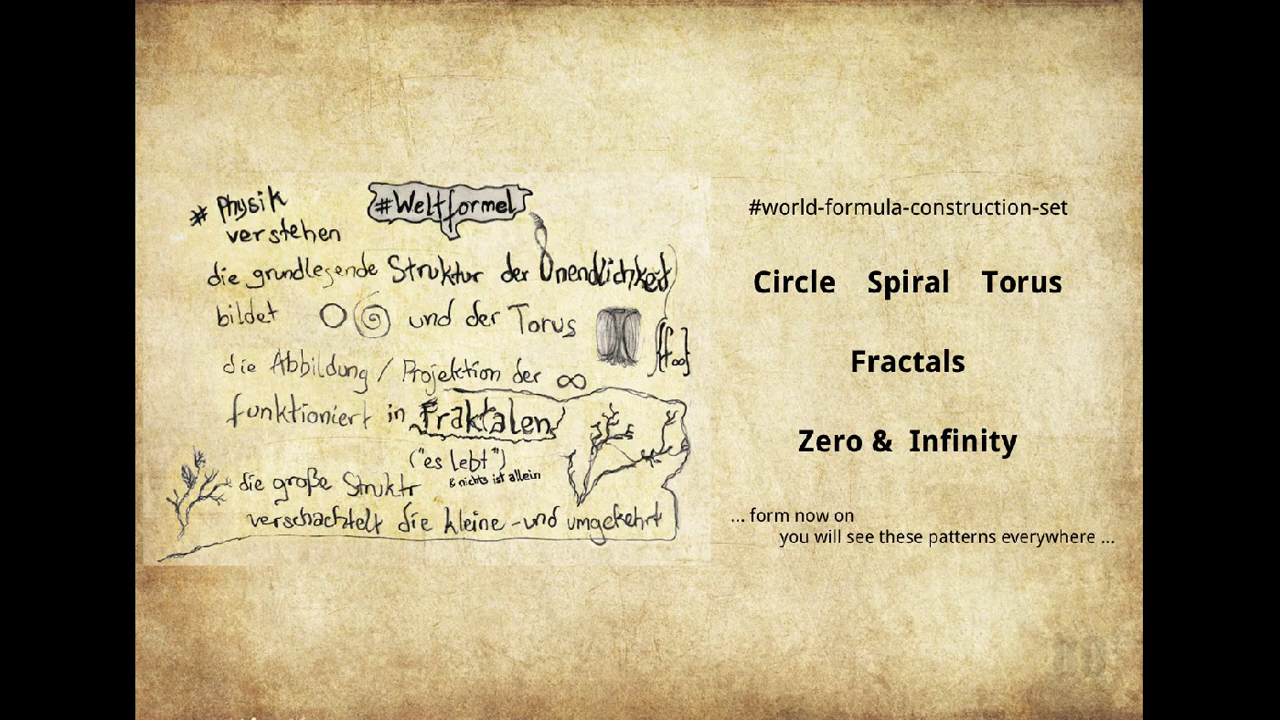 # Physik
verstehen
#Weltformel
die grundlegende Struktur der Unendlichkeit
bildet und der Torus
die Abbildung / Projektion der ∞
funktioniert in Fraktalen
("es lebt")
& nichts ist allein
die große Struktr
verschachtelt die kleine - und umgekehrt
#world-formula-construction-set
Circle Spiral Torus
Fractals
Zero & Infinity
... form now on
you will see these patterns everywhere ...